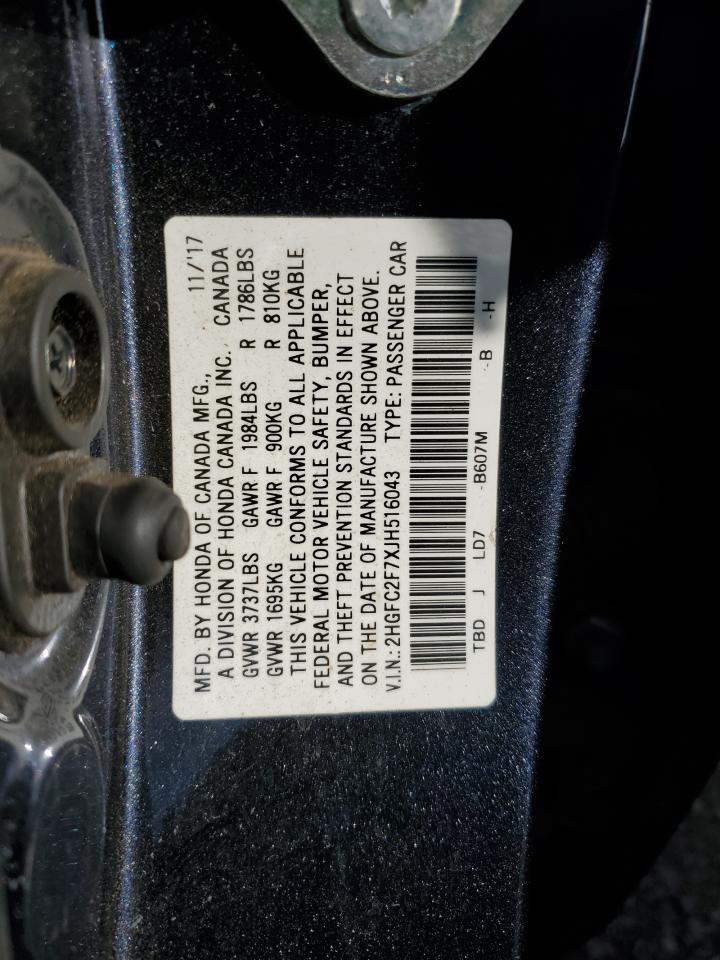 MFD. BY HONDA OF CANADA MFG., 11/'17
A DIVISION OF HONDA CANADA INC. CANADA
GVWR 3737LBS GAWR F 1984LBS R 1786LBS
GVWR 1695KG GAWR F 900KG R 810KG
THIS VEHICLE CONFORMS TO ALL APPLICABLE
FEDERAL MOTOR VEHICLE SAFETY, BUMPER,
AND THEFT PREVENTION STANDARDS IN EFFECT
ON THE DATE OF MANUFACTURE SHOWN ABOVE.
V.I.N.: 2HGFC2F7XJH516043 TYPE: PASSENGER CAR
TBD J LD7 -B607M -B -H